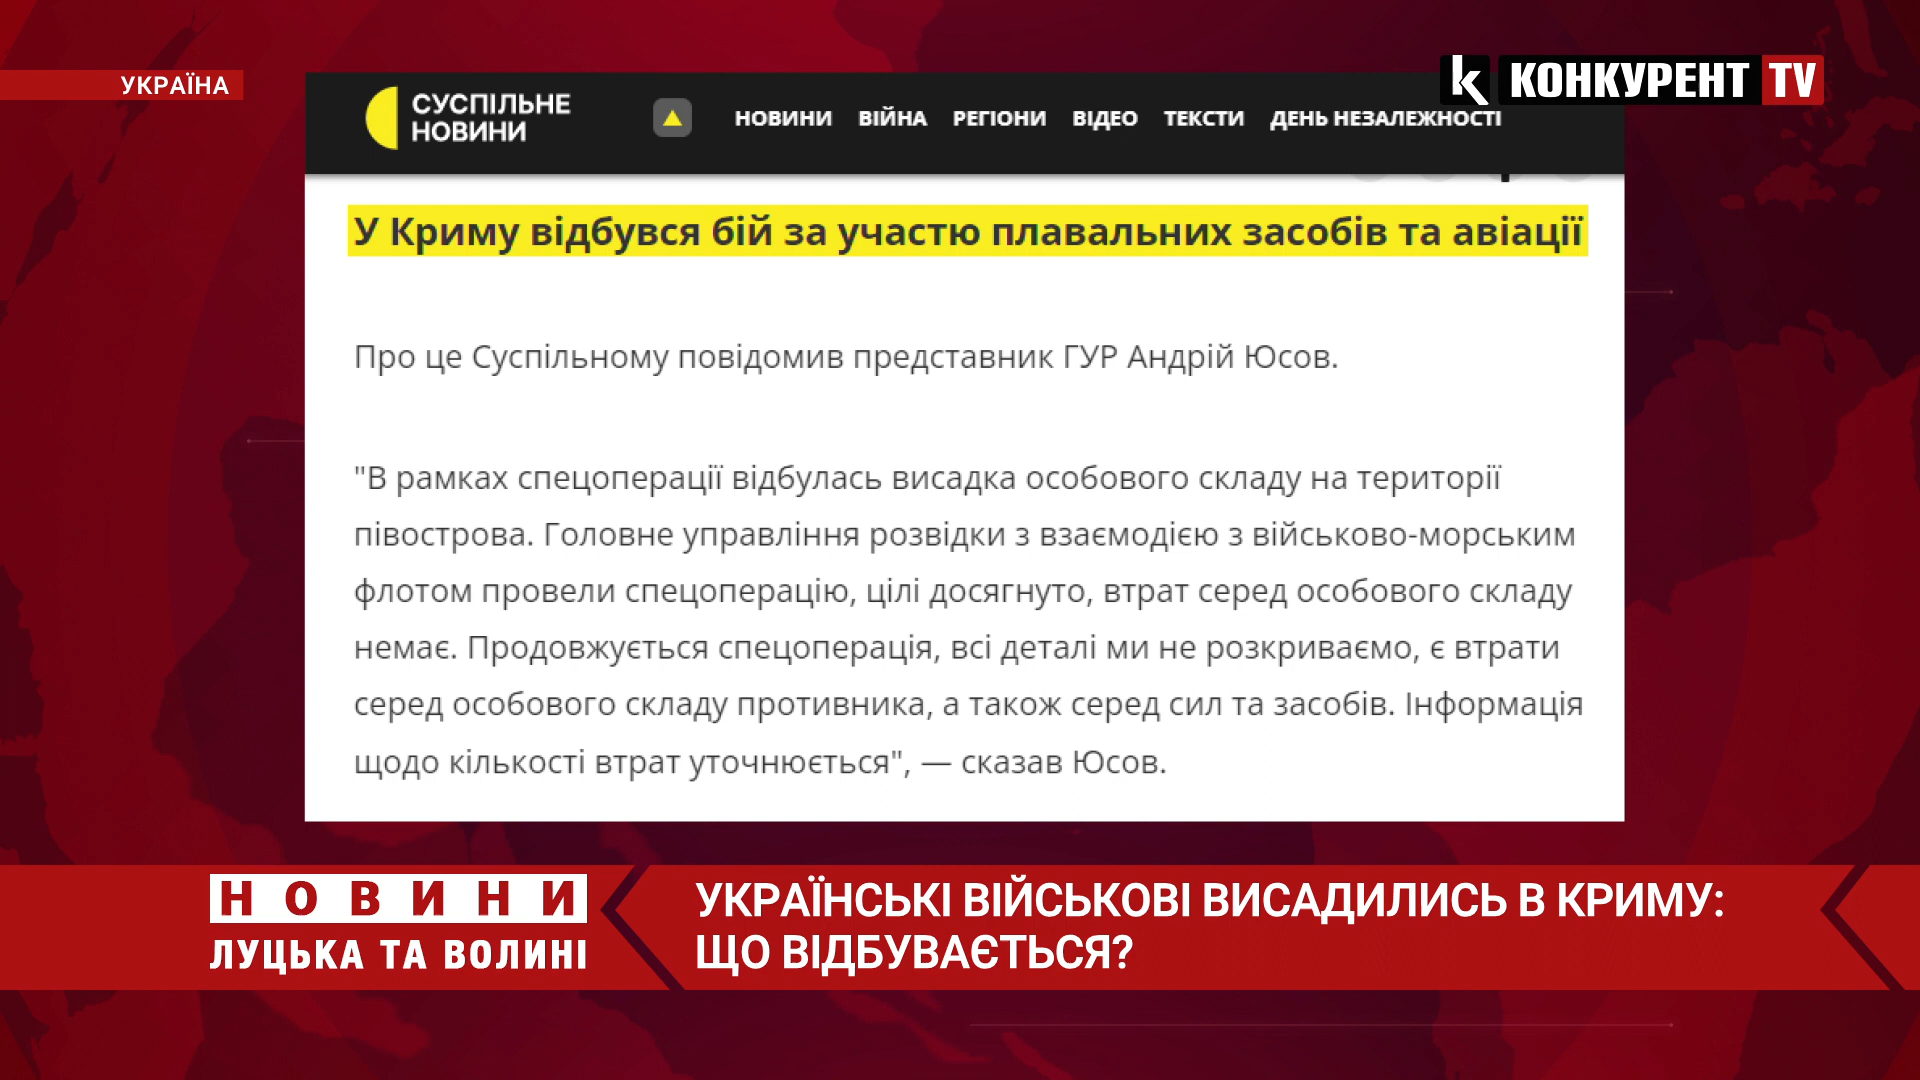 УКРАЇНА
КОНКУРЕНТ TV
СУСПІЛЬНЕ
НОВИНИ
НОВИНИ ВІЙНА РЕГІОНИ ВІДЕО ТЕКСТИ ДЕНЬ НЕЗАЛЕЖНОСТІ
У Криму відбувся бій за участю плавальних засобів та авіації
Про це Суспільному повідомив представник ГУР Андрій Юсов.
"В рамках спецоперації відбулась висадка особового складу на території
півострова. Головне управління розвідки з взаємодією з військово-морським
флотом провели спецоперацію, цілі досягнуто, втрат серед особового складу
немає. Продовжується спецоперація, всі деталі ми не розкриваємо, є втрати
серед особового складу противника, а також серед сил та засобів. Інформація
щодо кількості втрат уточнюється", — сказав Юсов.
НОВИНИ
ЛУЦЬКА ТА ВОЛИНІ
УКРАЇНСЬКІ ВІЙСЬКОВІ ВИСАДИЛИСЬ В КРИМУ:
ЩО ВІДБУВАЄТЬСЯ?